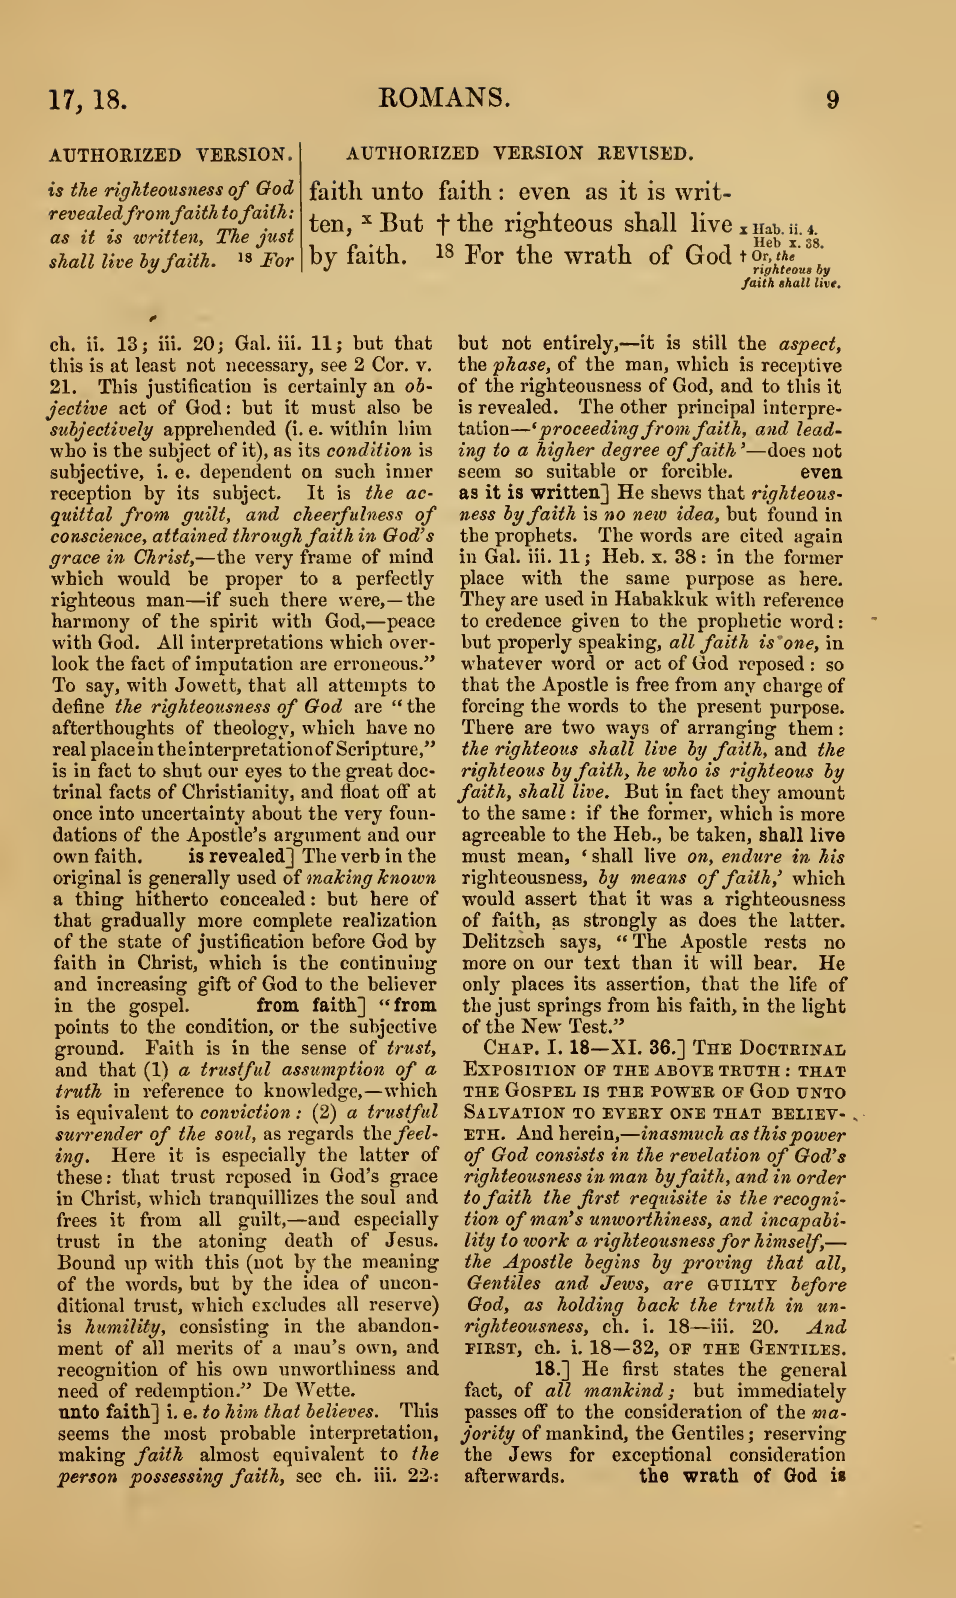 17, 18.
ROMANS.
9
AUTHORIZED VERSION.
is the righteousness of God
revealed from faith to faith:
as it is written, The just
shall live by faith. 18 For
AUTHORIZED VERSION REVISED.
faith unto faith: even as it is writ-
ten, x But † the righteous shall live
by faith. 18 For the wrath of God
x Hab. ii. 4.
Heb x. 38.
† Or, the
righteous by
faith shall live.
ch. ii. 13; iii. 20; Gal. iii. 11; but that
this is at least not necessary, see 2 Cor. v.
21. This justification is certainly an ob-
jective act of God: but it must also be
subjectively apprehended (i. e. within him
who is the subject of it), as its condition is
subjective, i. e. dependent on such inner
reception by its subject. It is the ac-
quittal from guilt, and cheerfulness of
conscience, attained through faith in God's
grace in Christ,—the very frame of mind
which would be proper to a perfectly
righteous man—if such there were,—the
harmony of the spirit with God,—peace
with God. All interpretations which over-
look the fact of imputation are erroneous.”
To say, with Jowett, that all attempts to
define the righteousness of God are “the
afterthoughts of theology, which have no
real place in the interpretation of Scripture,”
is in fact to shut our eyes to the great doc-
trinal facts of Christianity, and float off at
once into uncertainty about the very foun-
dations of the Apostle's argument and our
own faith. is revealed] The verb in the
original is generally used of making known
a thing hitherto concealed: but here of
that gradually more complete realization
of the state of justification before God by
faith in Christ, which is the continuing
and increasing gift of God to the believer
in the gospel. from faith] “from
points to the condition, or the subjective
ground. Faith is in the sense of trust,
and that (1) a trustful assumption of a
truth in reference to knowledge,—which
is equivalent to conviction: (2) a trustful
surrender of the soul, as regards the feel-
ing. Here it is especially the latter of
these: that trust reposed in God's grace
in Christ, which tranquillizes the soul and
frees it from all guilt,—and especially
trust in the atoning death of Jesus.
Bound up with this (not by the meaning
of the words, but by the idea of uncon-
ditional trust, which excludes all reserve)
is humility, consisting in the abandon-
ment of all merits of a man's own, and
recognition of his own unworthiness and
need of redemption.” De Wette.
unto faith] i. e. to him that believes. This
seems the most probable interpretation,
making faith almost equivalent to the
person possessing faith, see ch. iii. 22:
but not entirely,—it is still the aspect,
the phase, of the man, which is receptive
of the righteousness of God, and to this it
is revealed. The other principal interpre-
tation—‘proceeding from faith, and lead-
ing to a higher degree of faith’—does not
seem so suitable or forcible. even
as it is written] He shews that righteous-
ness by faith is no new idea, but found in
the prophets. The words are cited again
in Gal. iii. 11; Heb. x. 38: in the former
place with the same purpose as here.
They are used in Habakkuk with reference
to credence given to the prophetic word:
but properly speaking, all faith is one, in
whatever word or act of God reposed: so
that the Apostle is free from any charge of
forcing the words to the present purpose.
There are two ways of arranging them:
the righteous shall live by faith, and the
righteous by faith, he who is righteous by
faith, shall live. But in fact they amount
to the same: if the former, which is more
agreeable to the Heb., be taken, shall live
must mean, ‘shall live on, endure in his
righteousness, by means of faith,’ which
would assert that it was a righteousness
of faith, as strongly as does the latter.
Delitzsch says, “The Apostle rests no
more on our text than it will bear. He
only places its assertion, that the life of
the just springs from his faith, in the light
of the New Test.”
CHAP. I. 18—XI. 36.] THE DOCTRINAL
EXPOSITION OF THE ABOVE TRUTH: THAT
THE GOSPEL IS THE POWER OF GOD UNTO
SALVATION TO EVERY ONE THAT BELIEV-
ETH. And herein,—inasmuch as this power
of God consists in the revelation of God's
righteousness in man by faith, and in order
to faith the first requisite is the recogni-
tion of man's unworthiness, and incapabi-
lity to work a righteousness for himself,—
the Apostle begins by proving that all,
Gentiles and Jews, are GUILTY before
God, as holding back the truth in un-
righteousness, ch. i. 18—iii. 20. And
FIRST, ch. i. 18—32, OF THE GENTILES.
18.] He first states the general
fact, of all mankind; but immediately
passes off to the consideration of the ma-
jority of mankind, the Gentiles; reserving
the Jews for exceptional consideration
afterwards. the wrath of God is